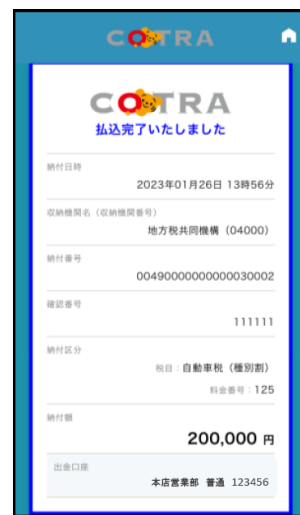 COTRA
COTRA
払込完了いたしました
納付日時
2023年01月26日 13時56分
収納機関名（収納機関番号）
地方税共同機構（04000）
納付番号
00490000000000030002
確認番号
111111
納付区分
税目：自動車税（種別割）
料金番号：125
納付額
200,000 円
出金口座
本店営業部 普通 123456